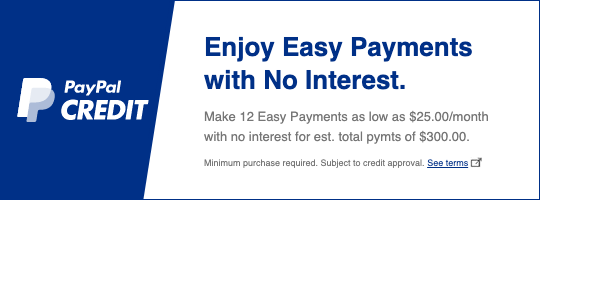 PayPal
CREDIT
Enjoy Easy Payments
with No Interest.
Make 12 Easy Payments as low as $25.00/month
with no interest for est. total pymts of $300.00.
Minimum purchase required. Subject to credit approval. See terms